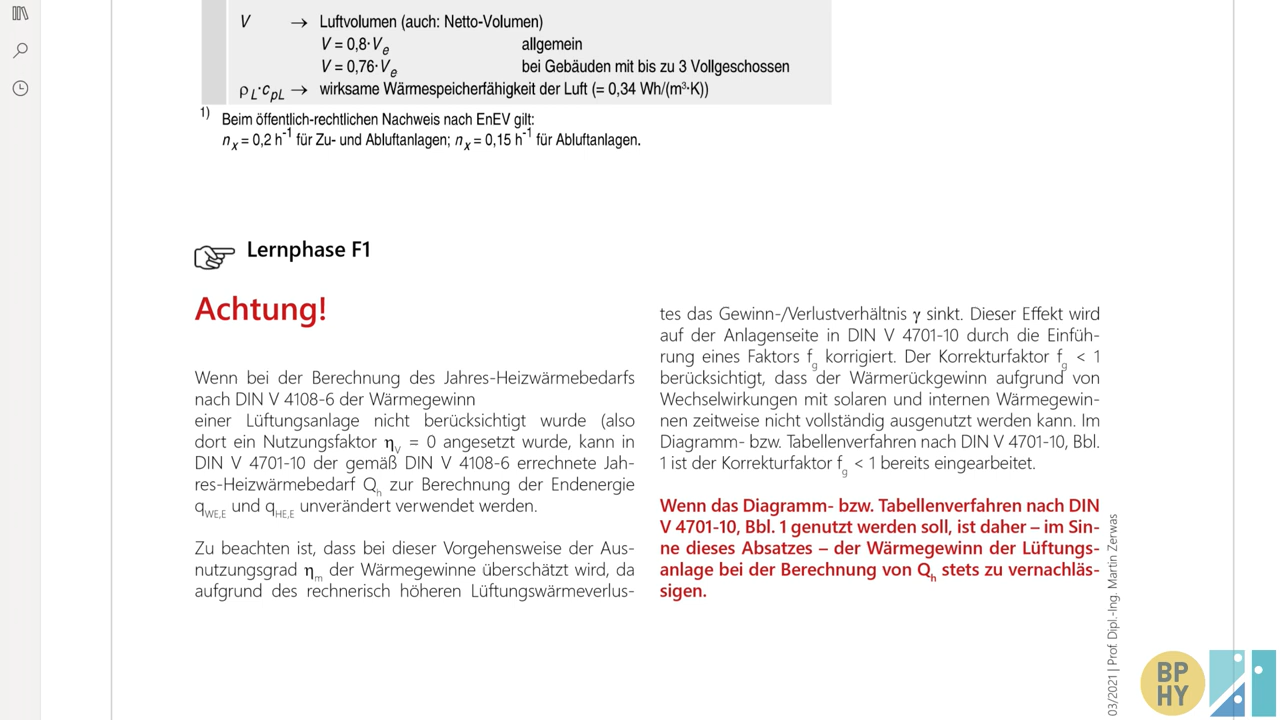 V → Luftvolumen (auch: Netto-Volumen)
V = 0,8·Ve allgemein
V = 0,76·Ve bei Gebäuden mit bis zu 3 Vollgeschossen
ρL·cpL → wirksame Wärmespeicherfähigkeit der Luft (= 0,34 Wh/(m³·K))
1) Beim öffentlich-rechtlichen Nachweis nach EnEV gilt:
nx = 0,2 h-1 für Zu- und Abluftanlagen; nx = 0,15 h-1 für Abluftanlagen.
Lernphase F1
Achtung!
Wenn bei der Berechnung des Jahres-Heizwärmebedarfs
nach DIN V 4108-6 der Wärmegewinn
einer Lüftungsanlage nicht berücksichtigt wurde (also
dort ein Nutzungsfaktor ηV = 0 angesetzt wurde, kann in
DIN V 4701-10 der gemäß DIN V 4108-6 errechnete Jah-
res-Heizwärmebedarf Qh zur Berechnung der Endenergie
qWE,E und qHE,E unverändert verwendet werden.
Zu beachten ist, dass bei dieser Vorgehensweise der Aus-
nutzungsgrad ηm der Wärmegewinne überschätzt wird, da
aufgrund des rechnerisch höheren Lüftungswärmeverlus-
tes das Gewinn-/Verlustverhältnis γ sinkt. Dieser Effekt wird
auf der Anlagenseite in DIN V 4701-10 durch die Einfüh-
rung eines Faktors fg korrigiert. Der Korrekturfaktor fg < 1
berücksichtigt, dass der Wärmerückgewinn aufgrund von
Wechselwirkungen mit solaren und internen Wärmegewin-
nen zeitweise nicht vollständig ausgenutzt werden kann. Im
Diagramm- bzw. Tabellenverfahren nach DIN V 4701-10, Bbl.
1 ist der Korrekturfaktor fg < 1 bereits eingearbeitet.
Wenn das Diagramm- bzw. Tabellenverfahren nach DIN
V 4701-10, Bbl. 1 genutzt werden soll, ist daher – im Sin-
ne dieses Absatzes – der Wärmegewinn der Lüftungs-
anlage bei der Berechnung von Qh stets zu vernachläs-
sigen.
03/2021 | Prof. Dipl.-Ing. Martin Zerwas
BP
HY